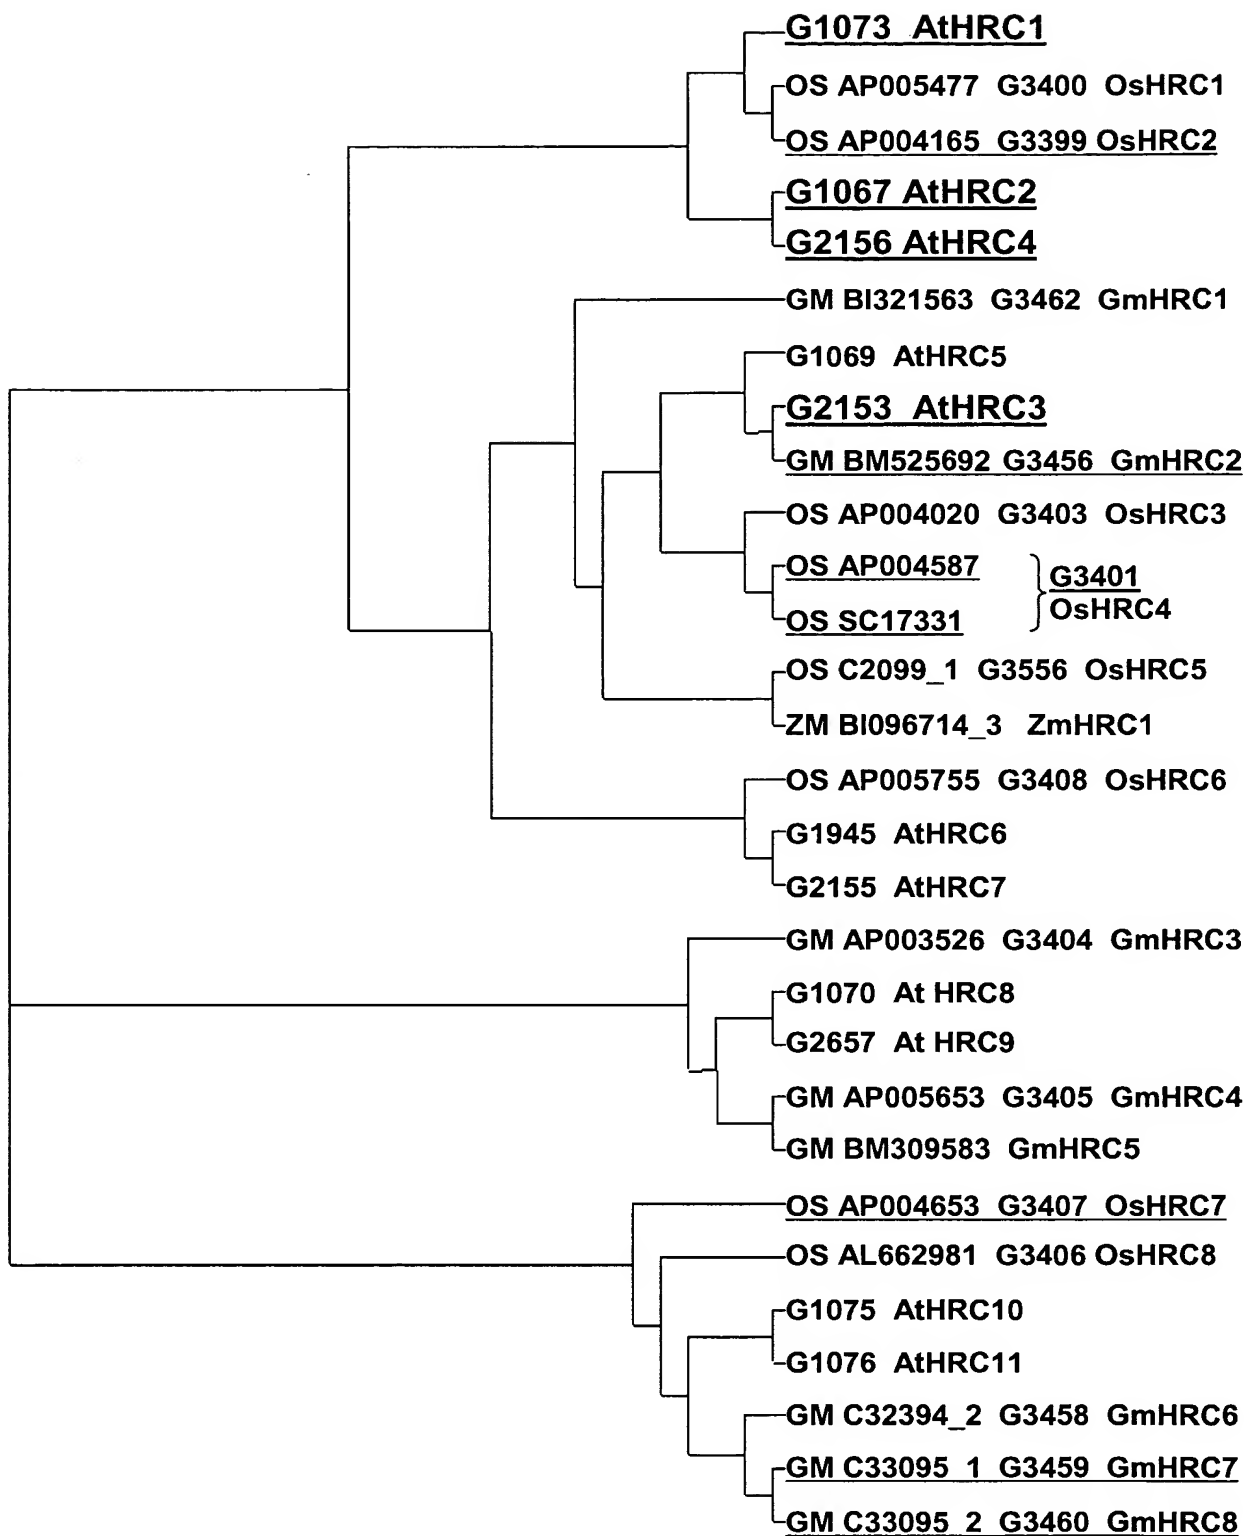 G1073 AtHRC1
OS AP005477 G3400 OsHRC1
OS AP004165 G3399 OsHRC2
G1067 AtHRC2
G2156 AtHRC4
GM BI321563 G3462 GmHRC1
G1069 AtHRC5
G2153 AtHRC3
GM BM525692 G3456 GmHRC2
OS AP004020 G3403 OsHRC3
OS AP004587
G3401
OsHRC4
OS SC17331
OS C2099_1 G3556 OsHRC5
ZM BI096714_3 ZmHRC1
OS AP005755 G3408 OsHRC6
G1945 AtHRC6
G2155 AtHRC7
GM AP003526 G3404 GmHRC3
G1070 At HRC8
G2657 At HRC9
GM AP005653 G3405 GmHRC4
GM BM309583 GmHRC5
OS AP004653 G3407 OsHRC7
OS AL662981 G3406 OsHRC8
G1075 AtHRC10
G1076 AtHRC11
GM C32394_2 G3458 GmHRC6
GM C33095_1 G3459 GmHRC7
GM C33095_2 G3460 GmHRC8